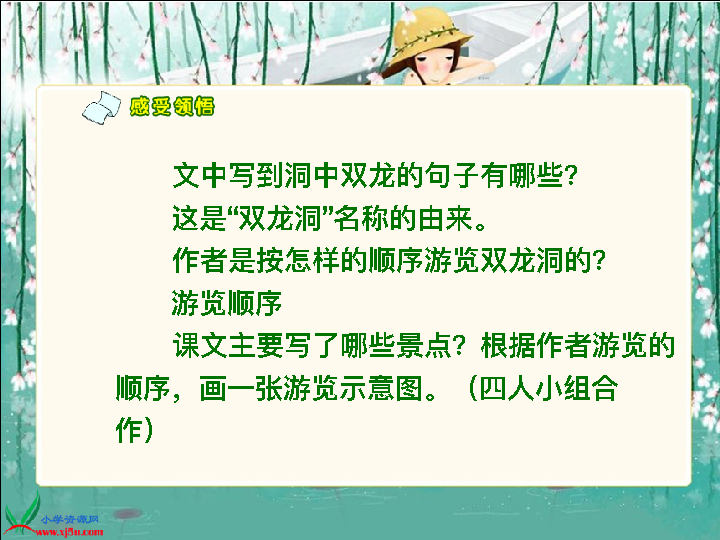 感受领悟
文中写到洞中双龙的句子有哪些？
这是“双龙洞”名称的由来。
作者是按怎样的顺序游览双龙洞的？
游览顺序
课文主要写了哪些景点？根据作者游览的
顺序，画一张游览示意图。（四人小组合
作）
小学资源网
www.xj5u.com